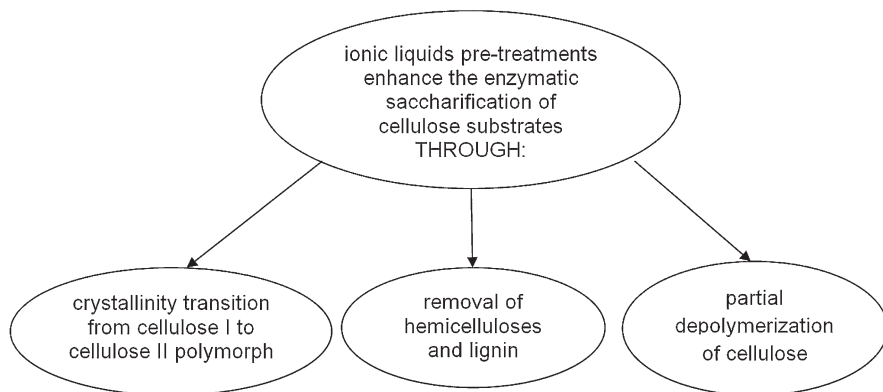 ionic liquids pre-treatments
enhance the enzymatic
saccharification of
cellulose substrates
THROUGH:
crystallinity transition
from cellulose I to
cellulose II polymorph
removal of
hemicelluloses
and lignin
partial
depolymerization
of cellulose